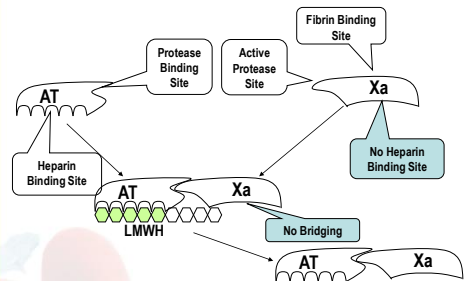 Fibrin Binding
Site
Protease
Binding
Site
Active
Protease
Site
AT
Xa
Heparin
Binding Site
No Heparin
Binding Site
AT
Xa
LMWH
No Bridging
AT
Xa